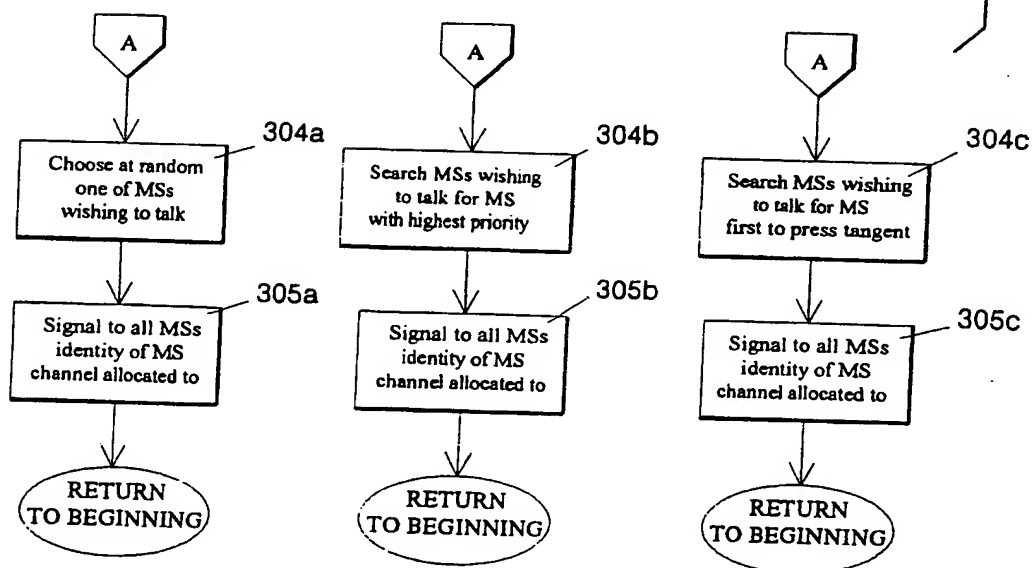 A
304a
Choose at random
one of MSs
wishing to talk
305a
Signal to all MSs
identity of MS
channel allocated to
RETURN
TO BEGINNING
A
304b
Search MSs wishing
to talk for MS
with highest priority
305b
Signal to all MSs
identity of MS
channel allocated to
RETURN
TO BEGINNING
A
304c
Search MSs wishing
to talk for MS
first to press tangent
305c
Signal to all MSs
identity of MS
channel allocated to
RETURN
TO BEGINNING